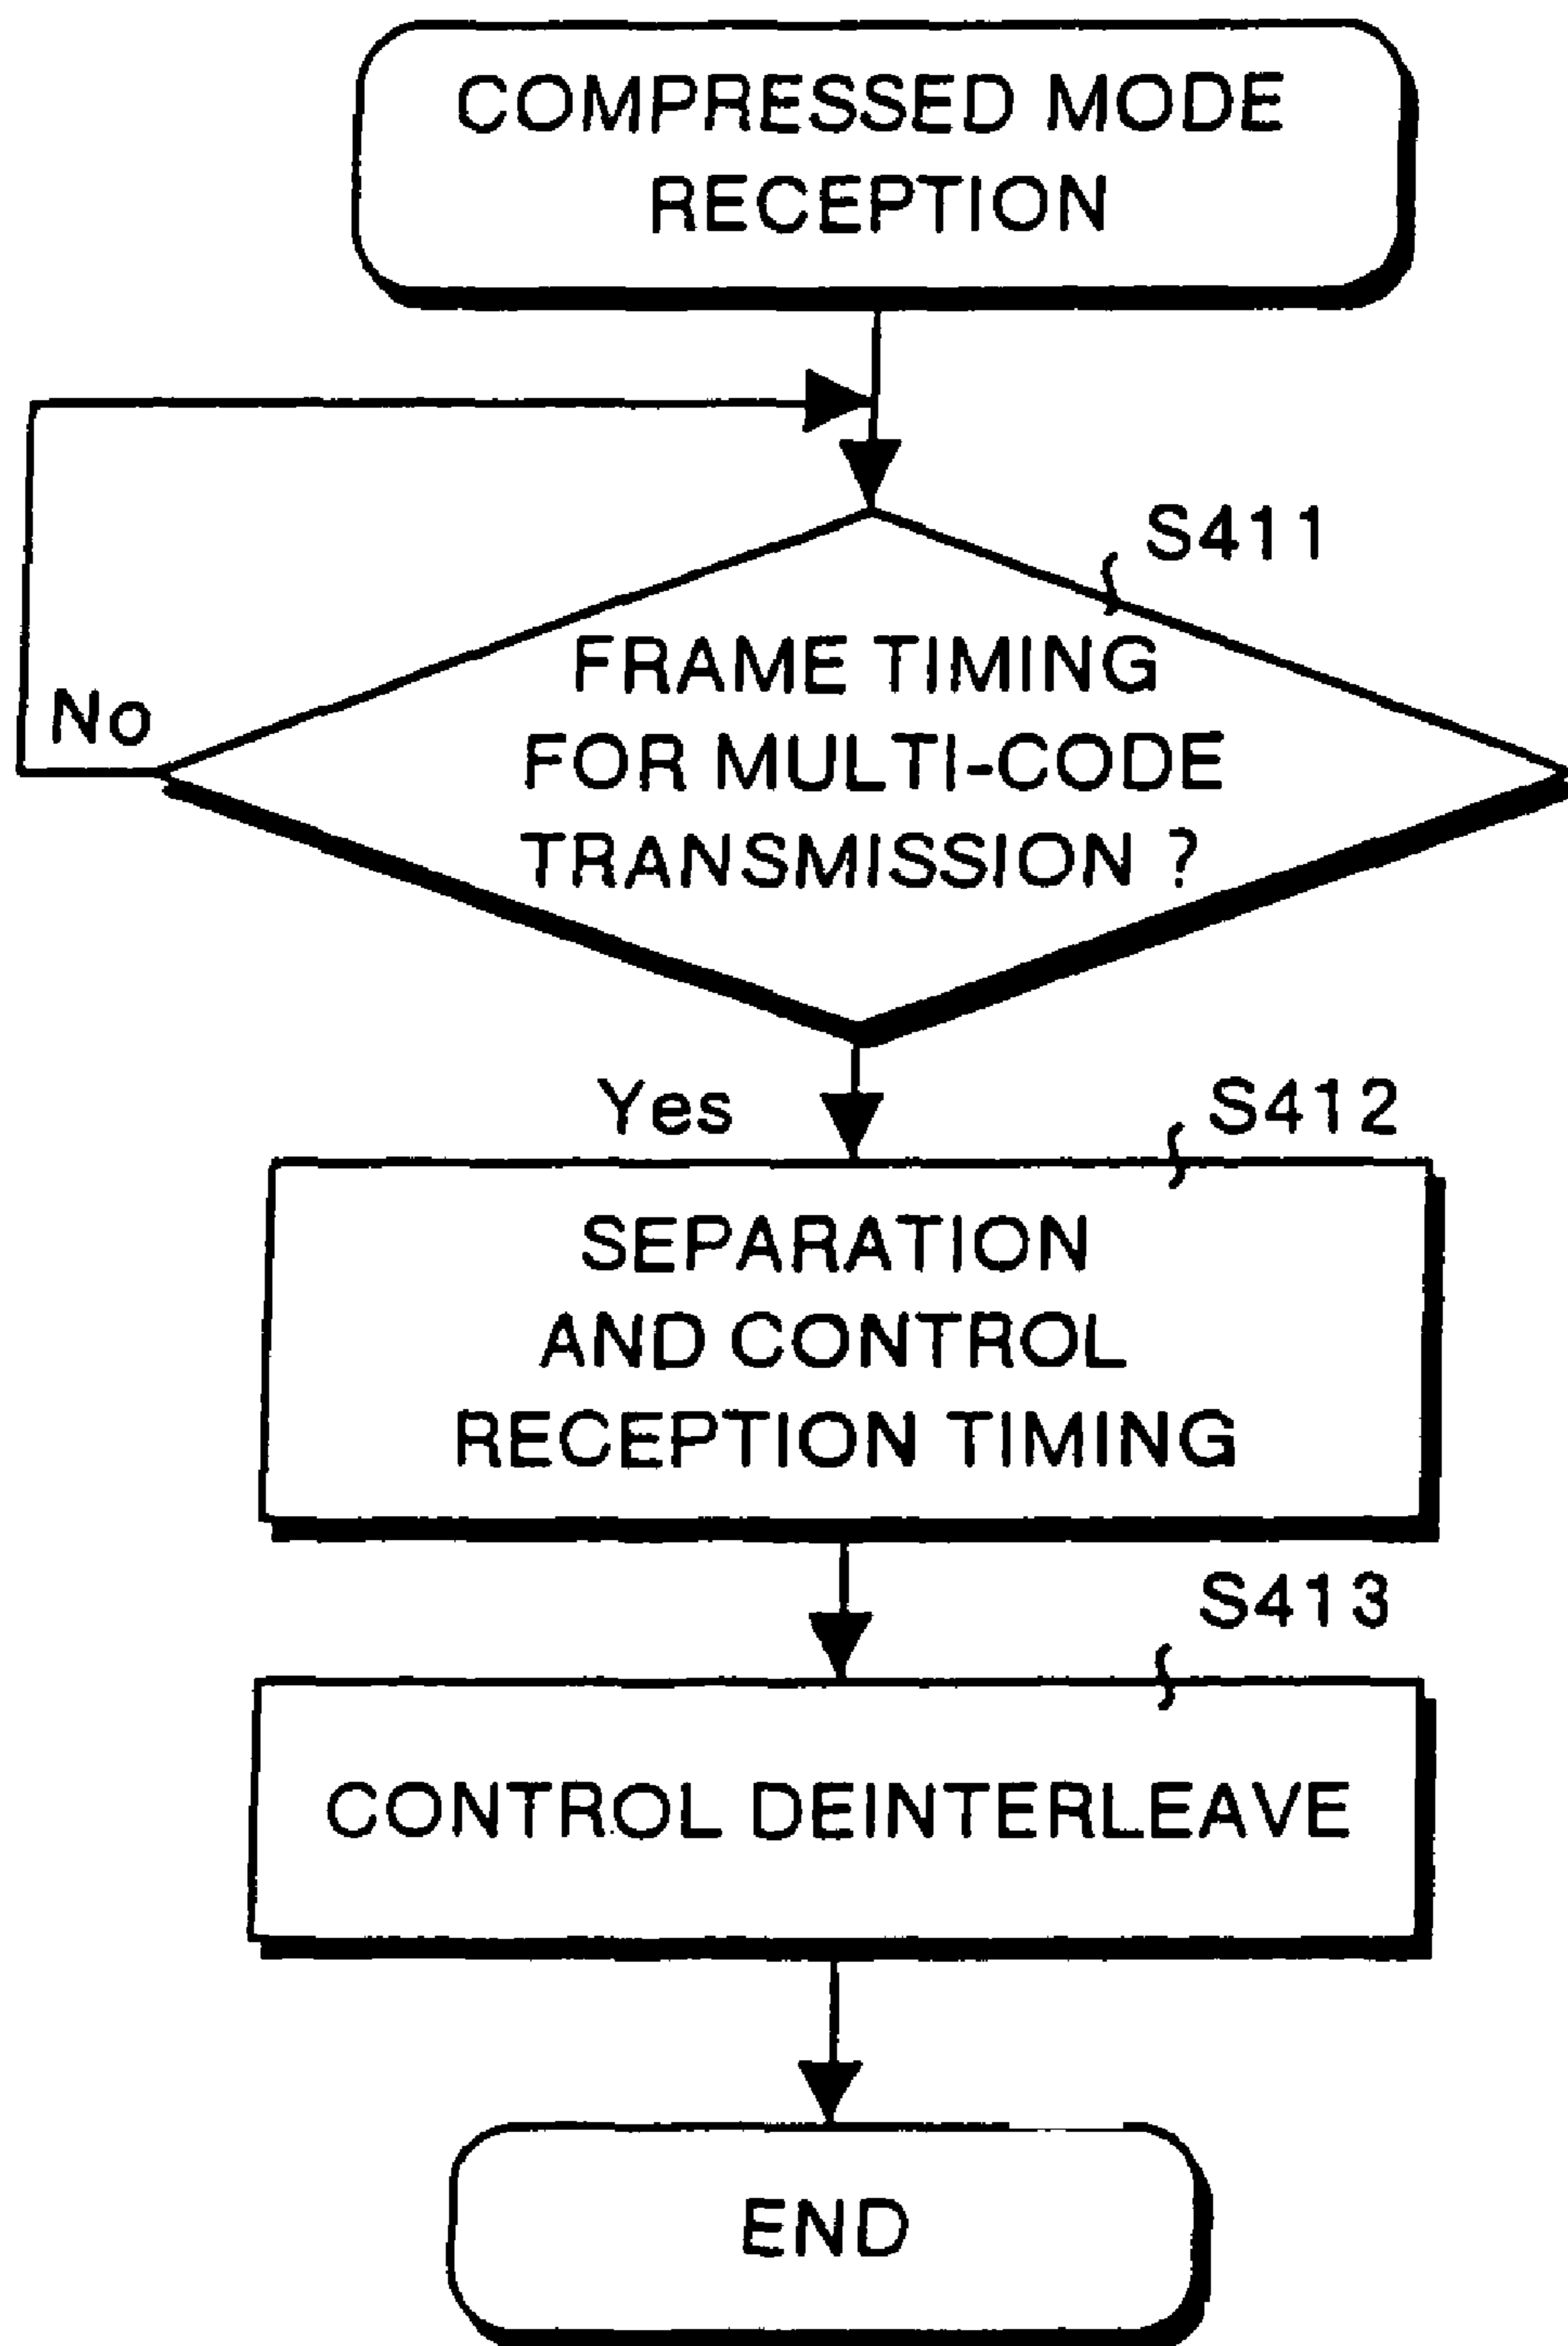 COMPRESSED MODE
RECEPTION
S411
FRAME TIMING
FOR MULTI-CODE
TRANSMISSION ?
No
Yes
S412
SEPARATION
AND CONTROL
RECEPTION TIMING
S413
CONTROL DEINTERLEAVE
END